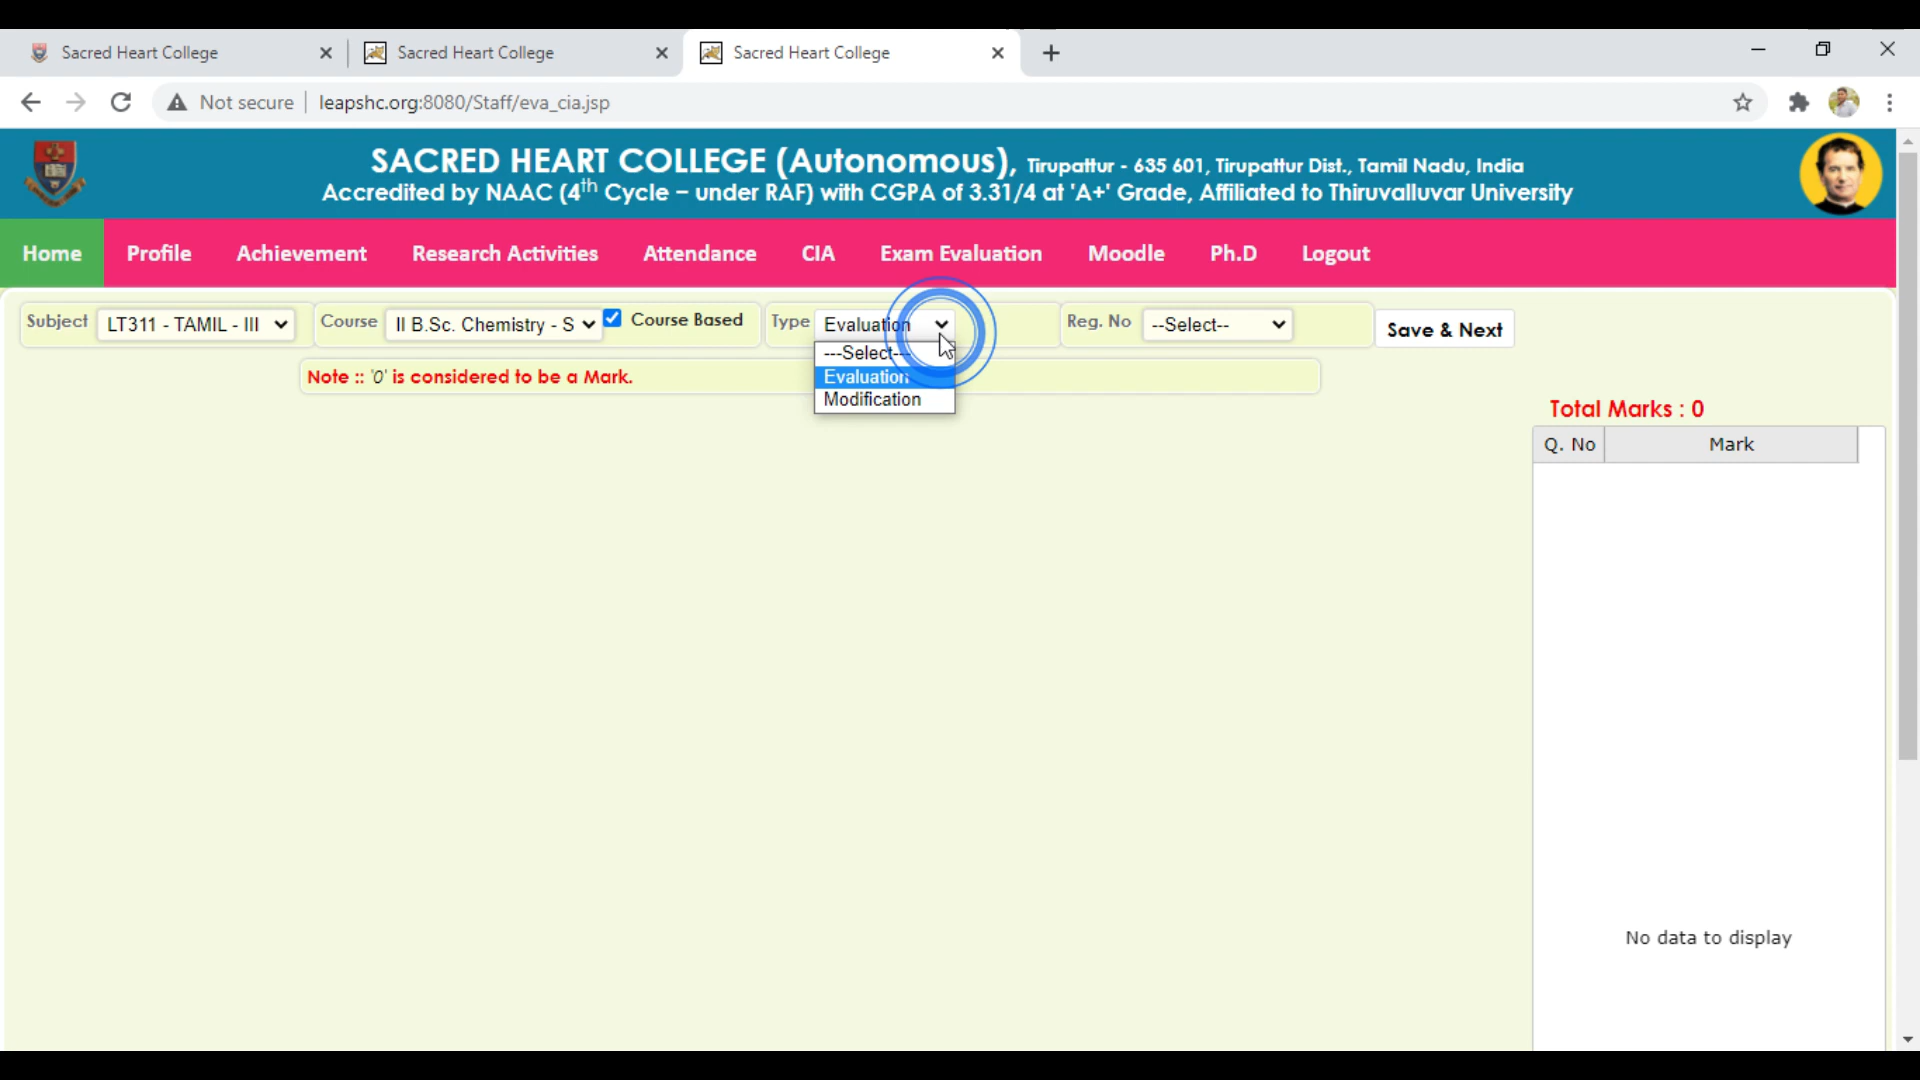 Sacred Heart College
Sacred Heart College
Sacred Heart College
Not secure
leapshc.org:8080/Staff/eva_cia.jsp
SACRED HEART COLLEGE (Autonomous), Tirupattur - 635 601, Tirupattur Dist., Tamil Nadu, India
Accredited by NAAC (4th Cycle – under RAF) with CGPA of 3.31/4 at 'A+' Grade, Affiliated to Thiruvalluvar University
Home
Profile
Achievement
Research Activities
Attendance
CIA
Exam Evaluation
Moodle
Ph.D
Logout
Subject
LT311 - TAMIL - III
Course
II B.Sc. Chemistry - S
Course Based
Type
Evaluation
Reg. No
--Select--
Save & Next
---Select---
Evaluation
Modification
Note :: '0' is considered to be a Mark.
Total Marks : 0
Q. No
Mark
No data to display